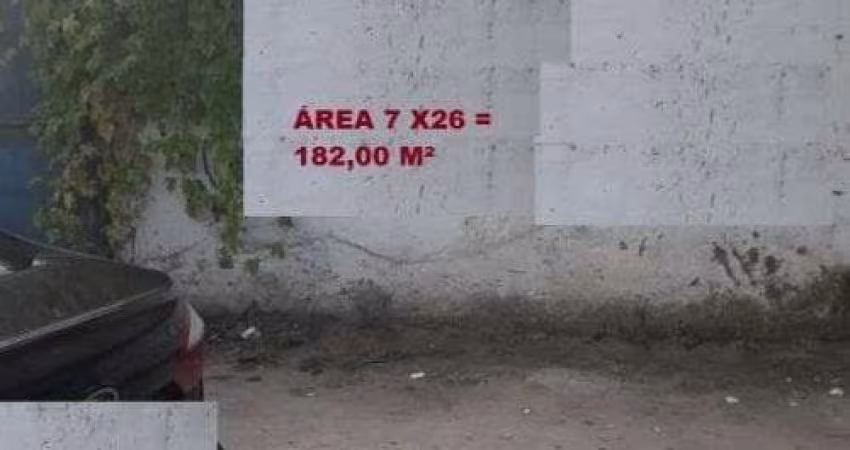 ÁREA 7 X26 =
182,00 M²